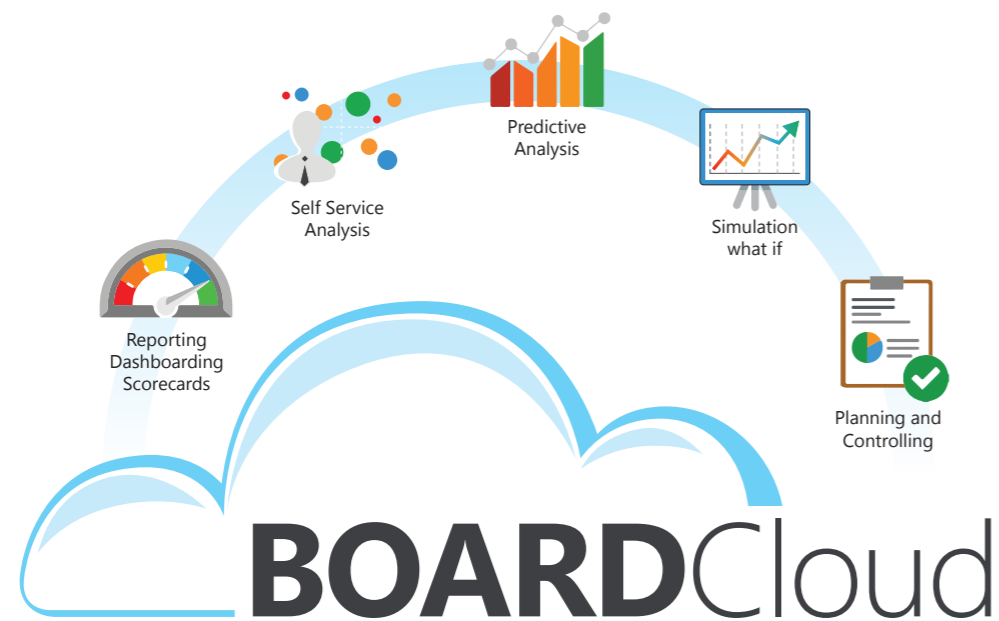 Predictive
Analysis
Self Service
Analysis
Simulation
what if
Reporting
Dashboarding
Scorecards
Planning and
Controlling
BOARDCloud